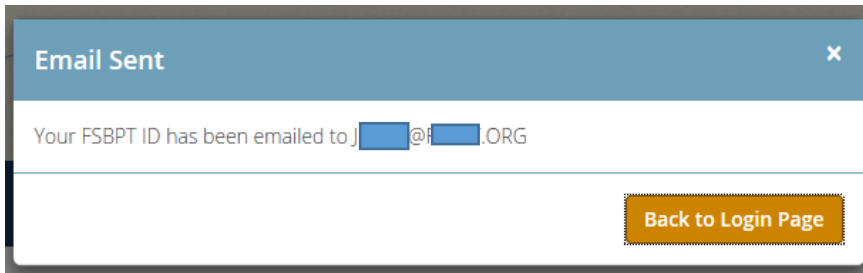 Email Sent
×
Your FSBPT ID has been emailed to J @F .ORG
Back to Login Page